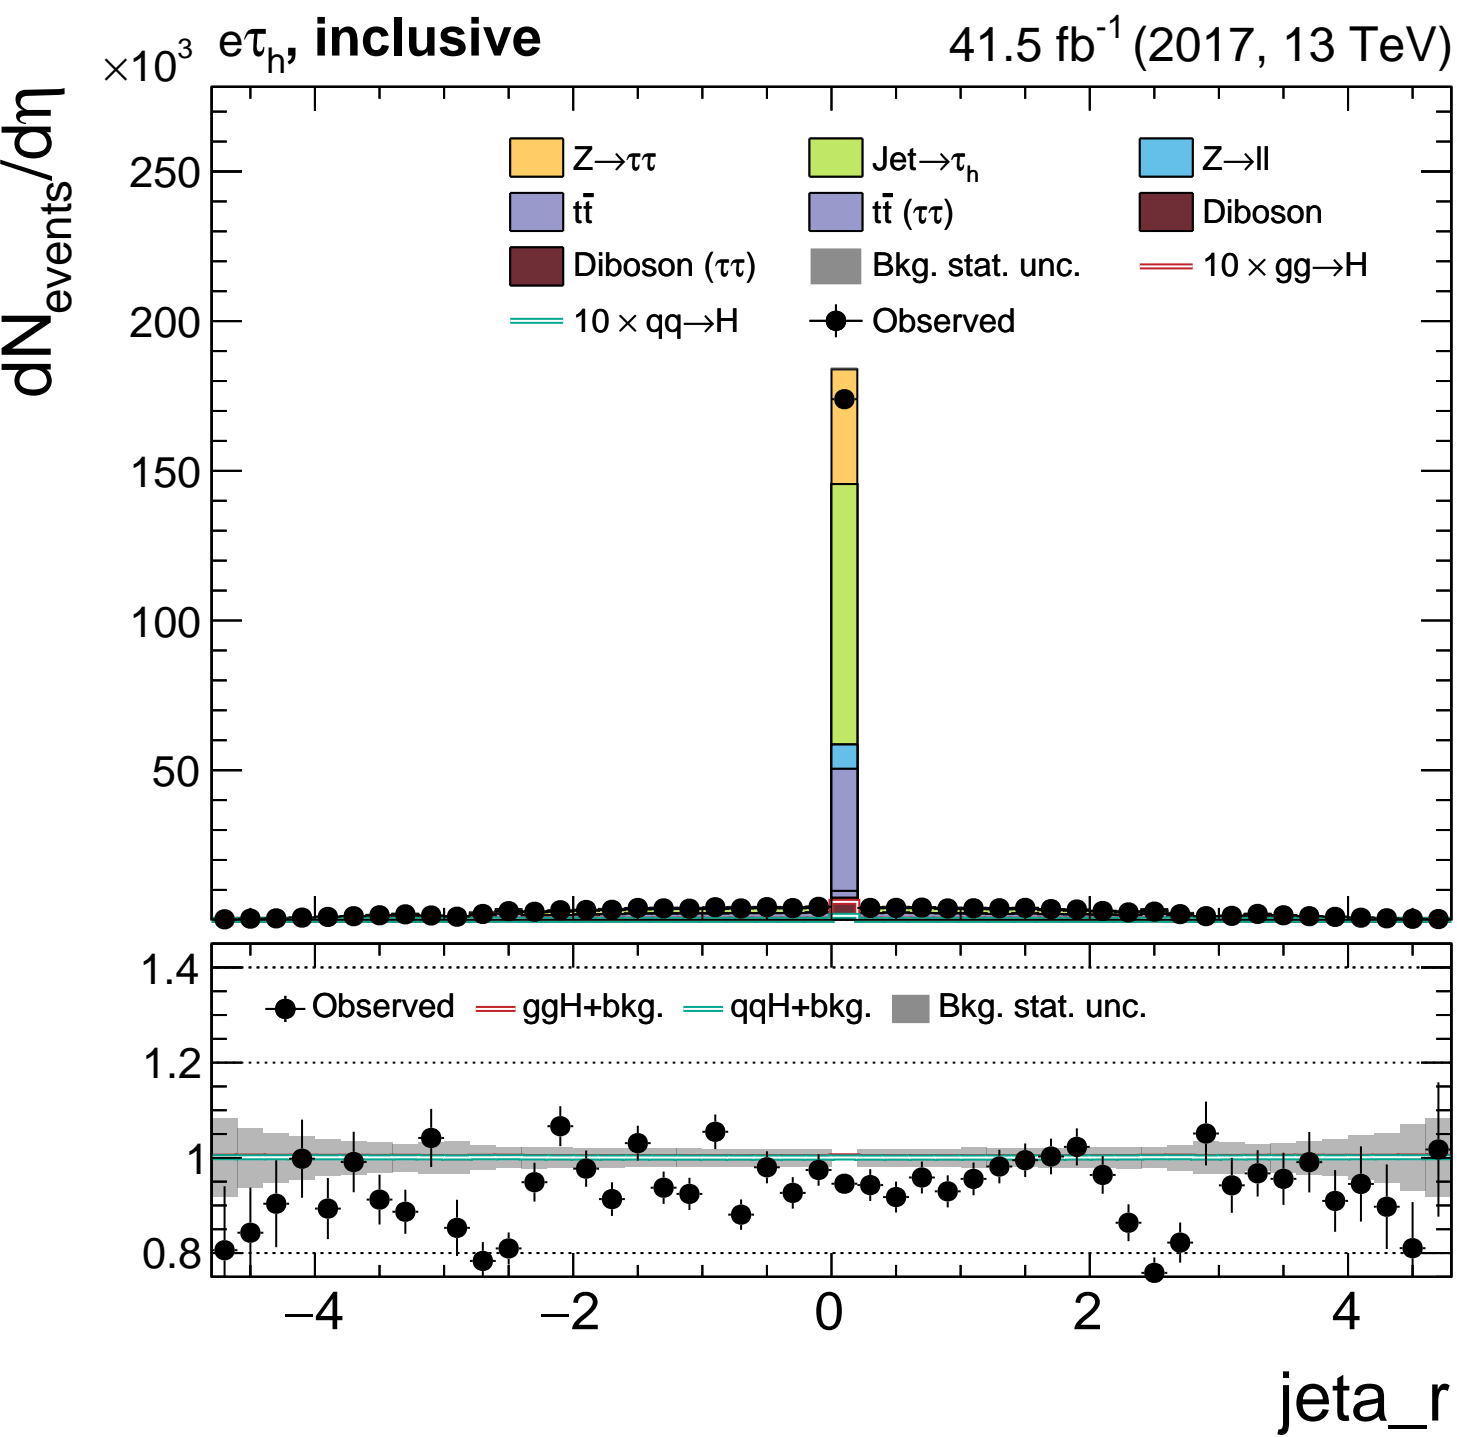 ×10³ eτₕ, inclusive 41.5 fb⁻¹ (2017, 13 TeV)
dN_events/dη
250
200
150
100
50
Z→ττ Jet→τₕ Z→ll
tt̄ tt̄ (ττ) Diboson
Diboson (ττ) Bkg. stat. unc. 10 × gg→H
10 × qq→H Observed
1.4
1.2
1
0.8
Observed ggH+bkg. qqH+bkg. Bkg. stat. unc.
−4 −2 0 2 4
jeta_r